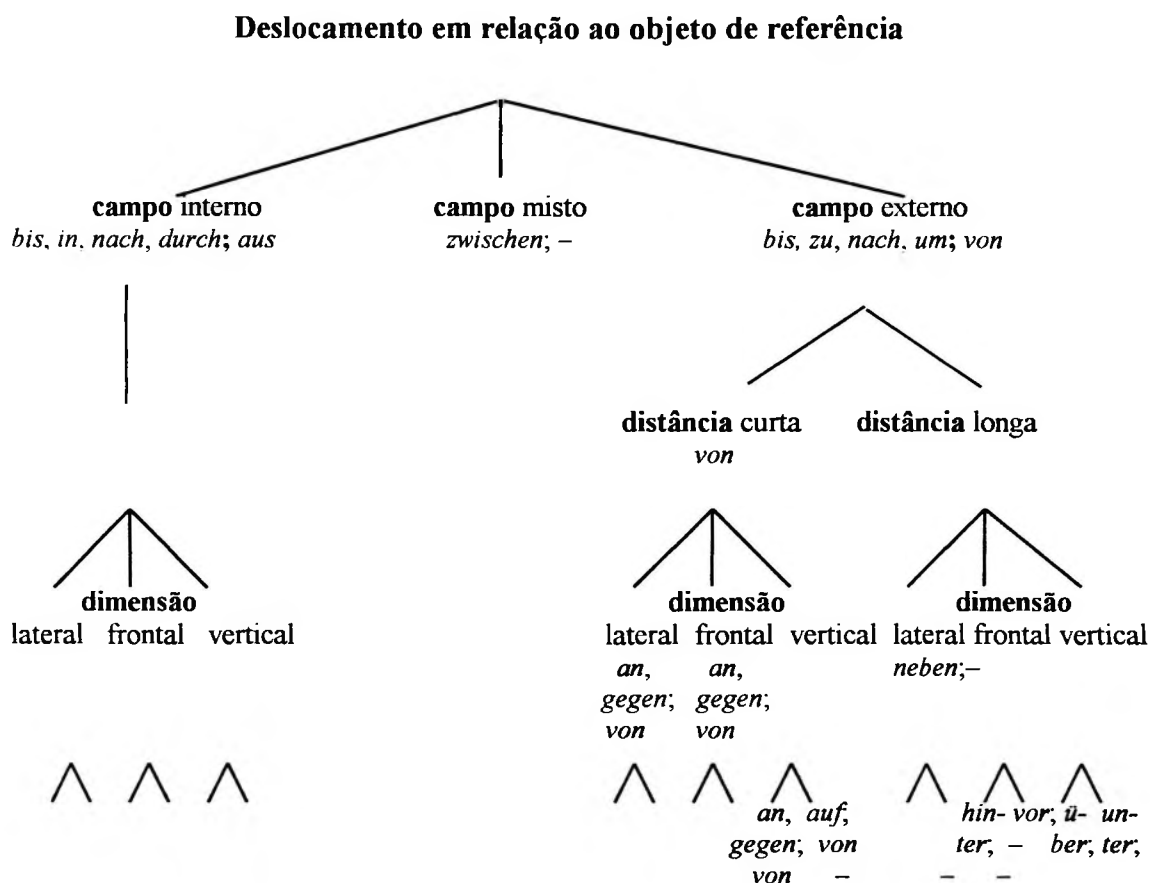 Deslocamento em relação ao objeto de referência
campo interno campo misto campo externo
bis, in, nach, durch; aus zwischen; – bis, zu, nach, um; von
distância curta distância longa
von
dimensão dimensão dimensão
lateral frontal vertical lateral frontal vertical lateral frontal vertical
an, an, neben;–
gegen; gegen;
von von
an, auf; hin- vor; ü- un-
gegen; von ter; – ber; ter;
von – – –